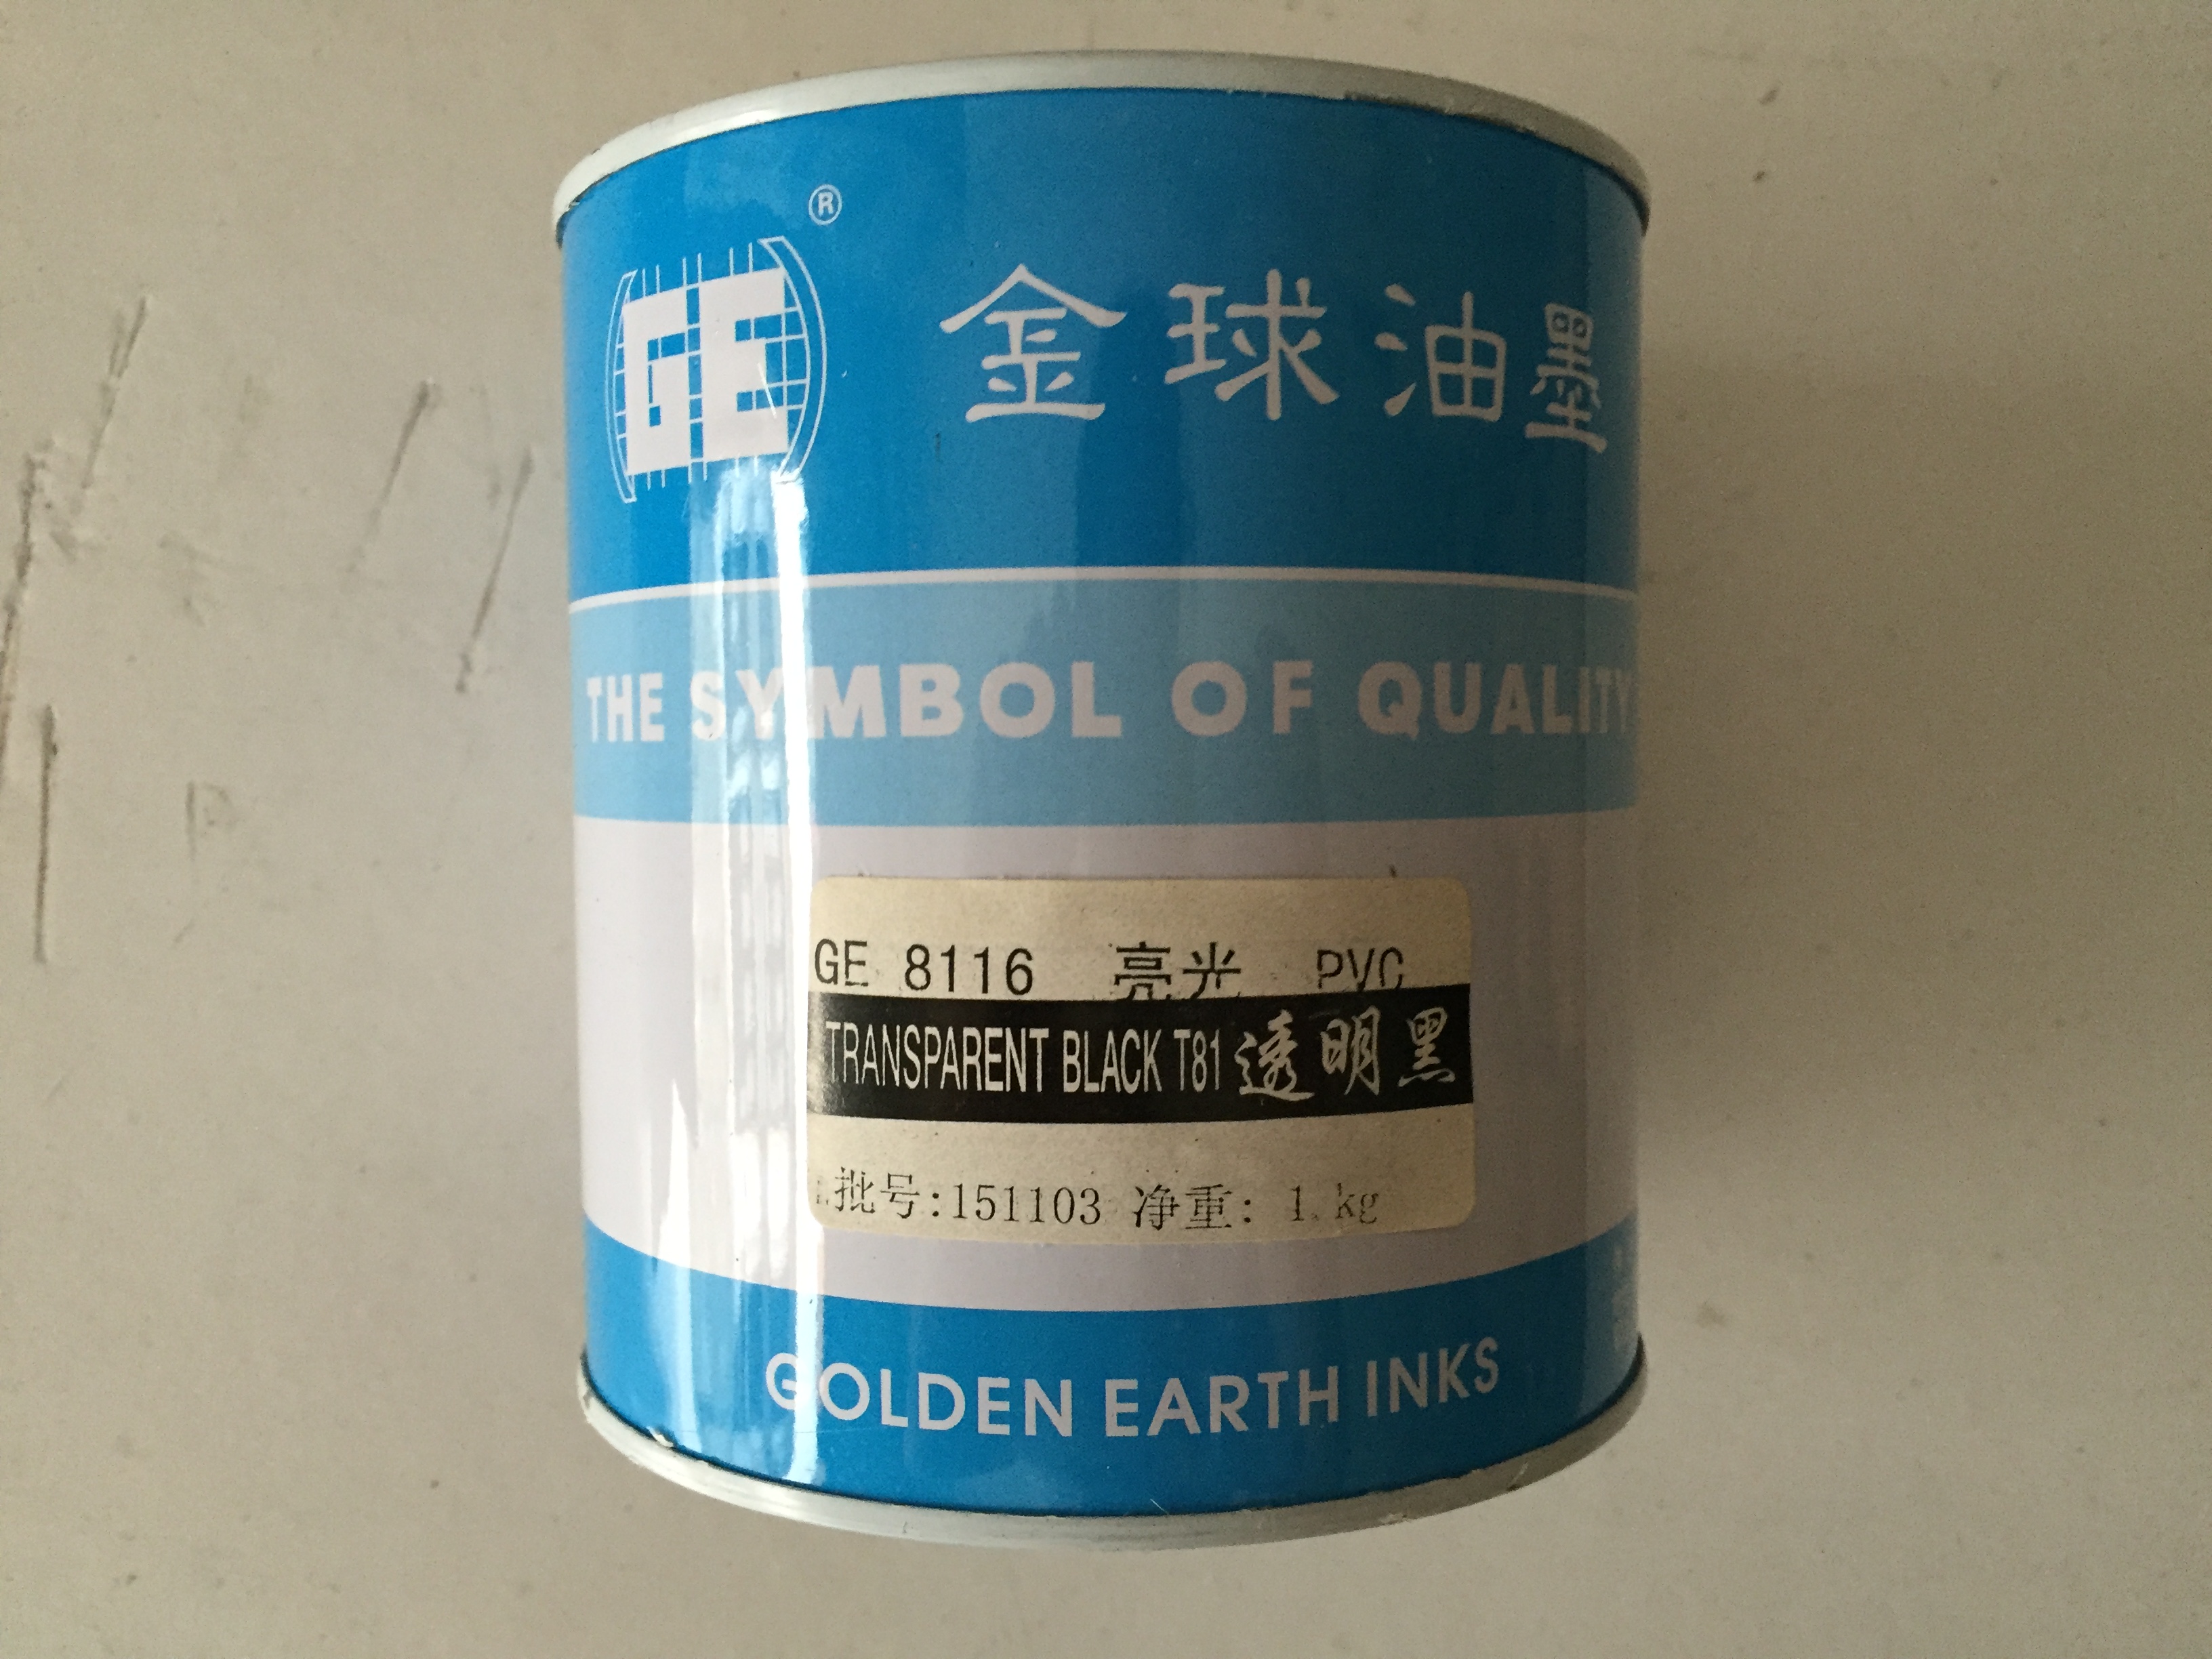 GE ®
金球油墨
THE SYMBOL OF QUALITY
GE 8116 亮光 PVC
TRANSPARENT BLACK T81 透明黑
批号:151103 净重: 1. kg
GOLDEN EARTH INKS